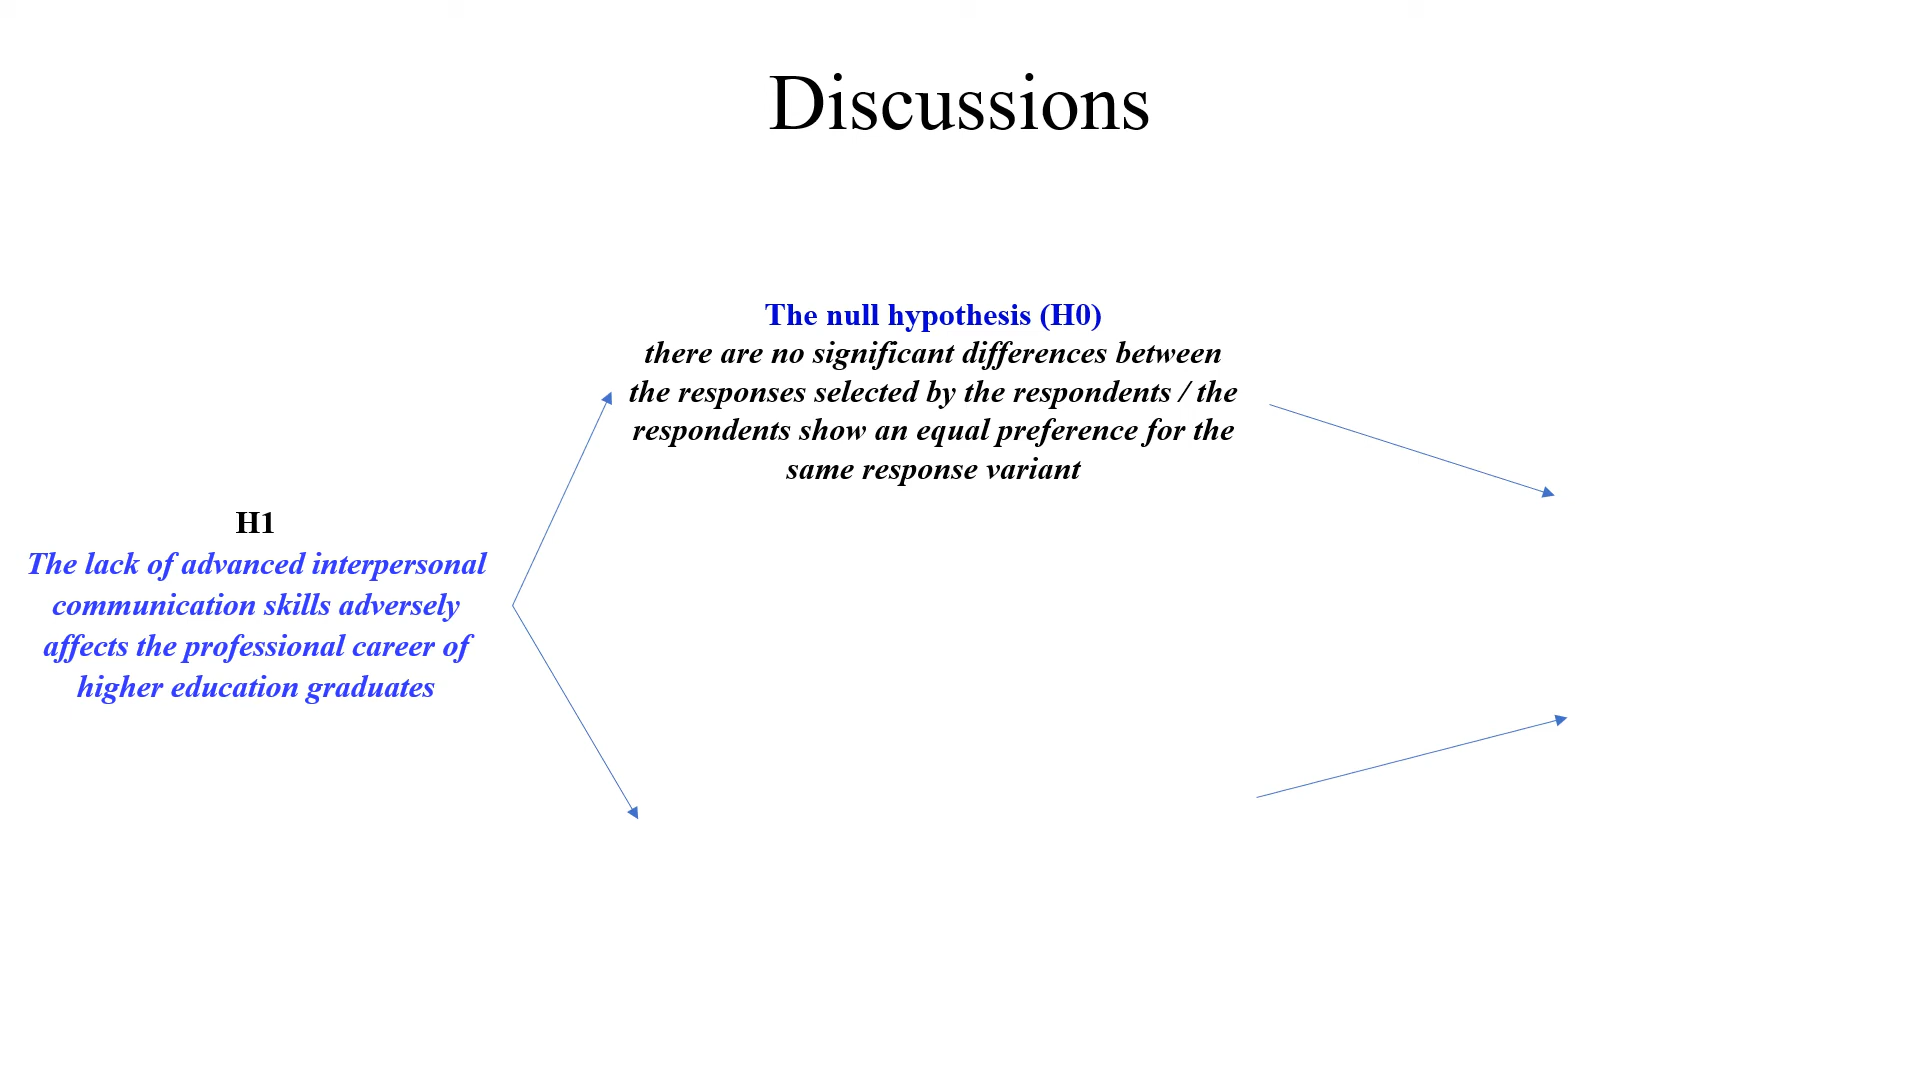 Discussions
The null hypothesis (H0)
there are no significant differences between
the responses selected by the respondents / the
respondents show an equal preference for the
same response variant
H1
The lack of advanced interpersonal
communication skills adversely
affects the professional career of
higher education graduates